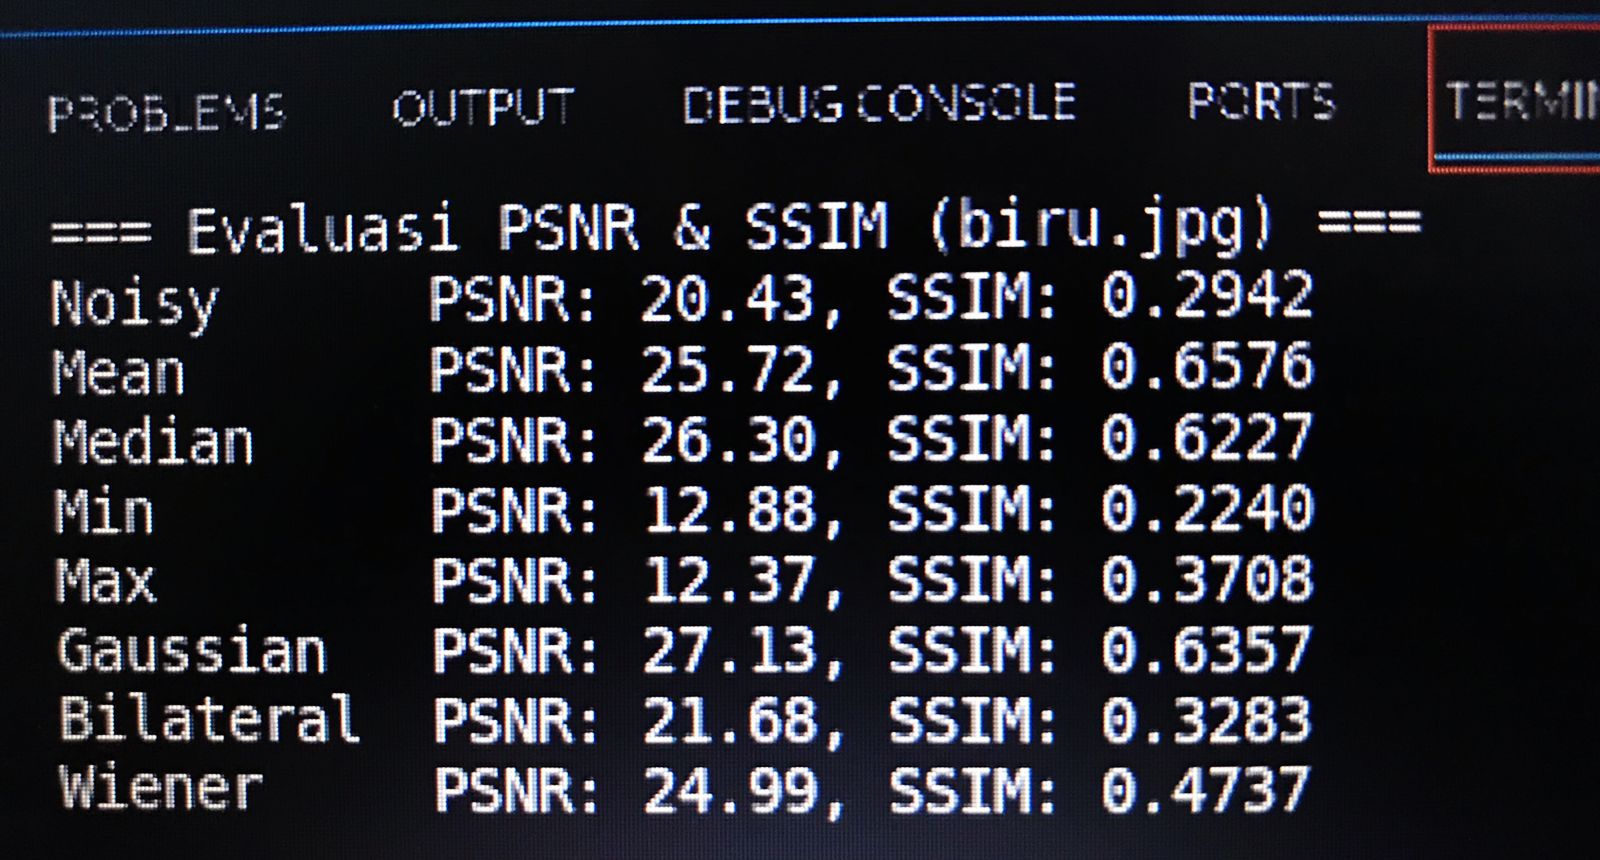 PROBLEMS OUTPUT DEBUG CONSOLE PORTS TERMIN
=== Evaluasi PSNR & SSIM (biru.jpg) ===
Noisy PSNR: 20.43, SSIM: 0.2942
Mean PSNR: 25.72, SSIM: 0.6576
Median PSNR: 26.30, SSIM: 0.6227
Min PSNR: 12.88, SSIM: 0.2240
Max PSNR: 12.37, SSIM: 0.3708
Gaussian PSNR: 27.13, SSIM: 0.6357
Bilateral PSNR: 21.68, SSIM: 0.3283
Wiener PSNR: 24.99, SSIM: 0.4737